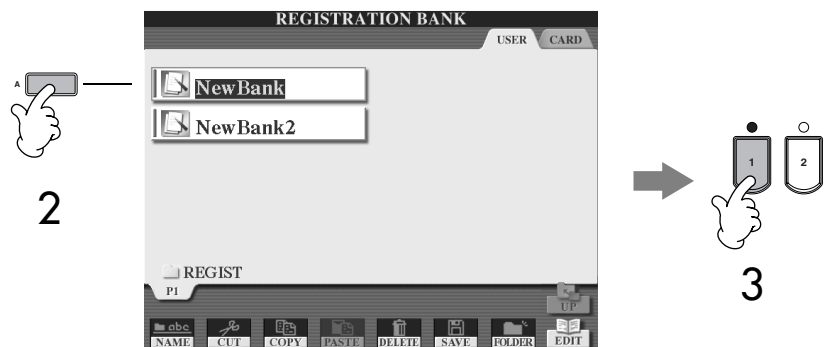 REGISTRATION BANK
USER CARD
A
NewBank
NewBank2
1 2
2
3
REGIST
P1
UP
abc
NAME CUT COPY PASTE DELETE SAVE FOLDER EDIT